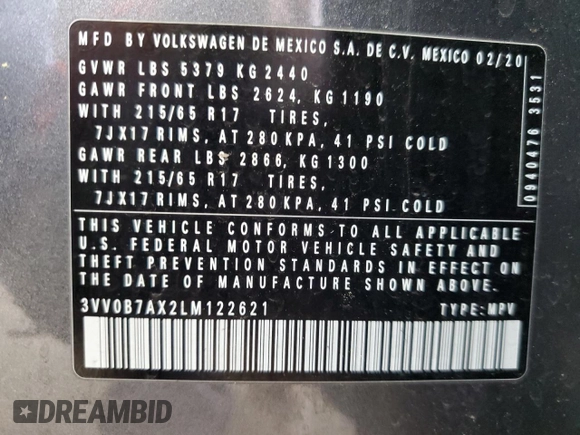 MFD BY VOLKSWAGEN DE MEXICO S.A. DE C.V. MEXICO 02/20
GVWR LBS 5379 KG 2440
GAWR FRONT LBS 2624, KG 1190
WITH 215/65 R17 TIRES,
7JX17 RIMS, AT 280 KPA, 41 PSI COLD
GAWR REAR LBS 2866, KG 1300
WITH 215/65 R17 TIRES,
7JX17 RIMS, AT 280 KPA, 41 PSI COLD
0940476 3531
THIS VEHICLE CONFORMS TO ALL APPLICABLE
U.S. FEDERAL MOTOR VEHICLE SAFETY AND
THEFT PREVENTION STANDARDS IN EFFECT ON
THE DATE OF MANUFACTURE SHOWN ABOVE
3VV0B7AX2LM122621 TYPE: MPV
DREAMBID